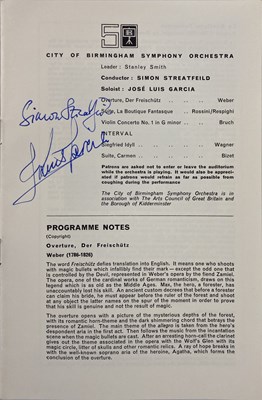 50
CITY OF BIRMINGHAM SYMPHONY ORCHESTRA
Leader : Stanley Smith
Conductor : SIMON STREATFEILD
Soloist : JOSÉ LUIS GARCIA
Overture, Der Freischütz .. .. .. Weber
Suite, La Boutique Fantasque .. Rossini/Respighi
Violin Concerto No. 1 in G minor .. Bruch
INTERVAL
Siegfried Idyll .. .. .. .. Wagner
Suite, Carmen .. .. .. .. Bizet
Patrons are asked not to enter or leave the auditorium
while the orchestra is playing. It would also be appreci-
ated if patrons would refrain as far as possible from
coughing during the performance
The City of Birmingham Symphony Orchestra is in
association with The Arts Council of Great Britain and
the Borough of Kidderminster
Simon Streatfeild
PROGRAMME NOTES
(Copyright)
Overture, Der Freischütz
Weber (1786-1826)
The word Freischütz defies translation into English. It means one who shoots
with magic bullets which infallibly find their mark — except the odd one that
is controlled by the Devil, represented in Weber's opera by the fiend Zamiel.
The opera, one of the earliest works of German romanticism, draws on this
legend which is as old as the Middle Ages. Max, the hero, a forester, has
unaccountably lost his skill. An ancient custom decrees that before a forester
can claim his bride, he must appear before the ruler of the forest and shoot
at any object the latter names on the spur of the moment in order to prove
that his skill is genuine and not the result of magic.
The overture opens with a picture of the mysterious depths of the forest,
with its romantic horn-theme and the dark shimmering chord that betrays the
presence of Zamiel. The main theme of the allegro is taken from the hero's
despondent aria in the first act. Then follows the music from the incantation
scene when the magic bullets are cast. After an arresting horn-call the clarinet
gives out the theme associated in the opera with the Wolf's Glen with its
magic circle, litter of skulls and other romantic relics. A ray of hope breaks in
with the well-known soprano aria of the heroine, Agatha, which forms the
conclusion of the overture.